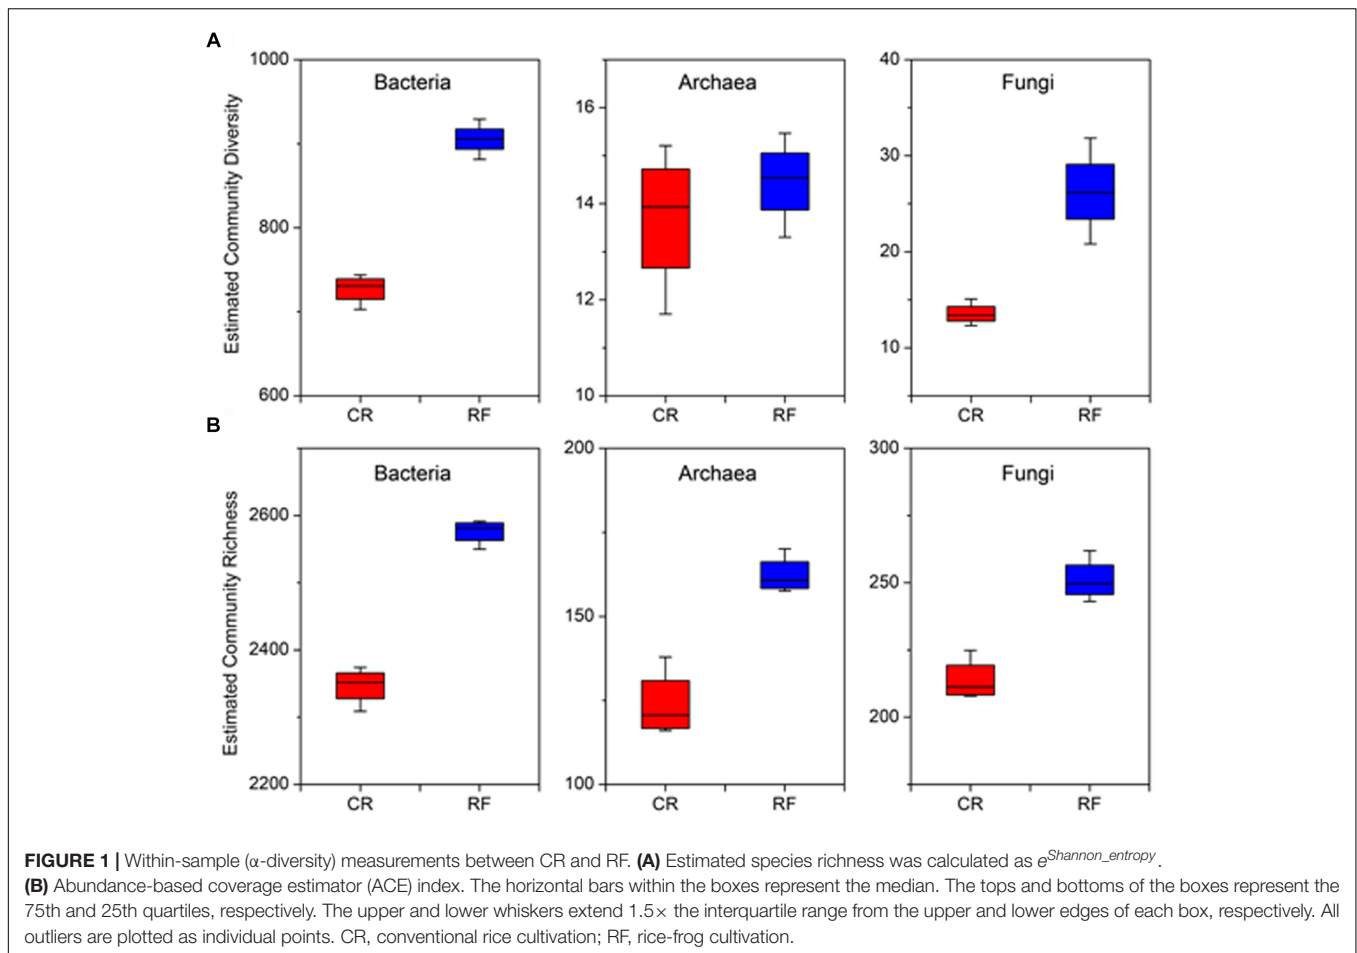 A
Bacteria
Archaea
Fungi
Estimated Community Diversity
1000
800
600
CR
RF
16
14
12
10
CR
RF
40
30
20
10
CR
RF
B
Bacteria
Archaea
Fungi
Estimated Community Richness
2600
2400
2200
CR
RF
200
150
100
CR
RF
300
250
200
CR
RF
FIGURE 1 | Within-sample (α-diversity) measurements between CR and RF. (A) Estimated species richness was calculated as e^Shannon_entropy.
(B) Abundance-based coverage estimator (ACE) index. The horizontal bars within the boxes represent the median. The tops and bottoms of the boxes represent the
75th and 25th quartiles, respectively. The upper and lower whiskers extend 1.5× the interquartile range from the upper and lower edges of each box, respectively. All
outliers are plotted as individual points. CR, conventional rice cultivation; RF, rice-frog cultivation.